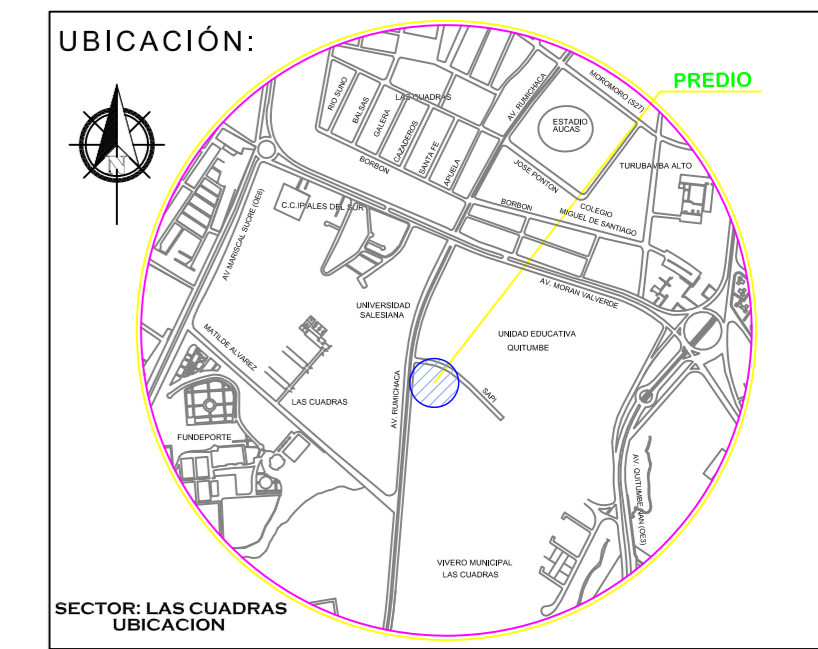 UBICACIÓN:
PREDIO
N
MOROMORO (S27)
RIO SUNO
BALSAS
GALERA
CAZADEROS
SANTA FE
APUELA
LAS CUADRAS
AV. RUMICHACA
ESTADIO
AUCAS
JOSE PONTON
TURUBAMBA ALTO
BORBON
C.C.IPIALES DEL SUR
BORBON
COLEGIO
MIGUEL DE SANTIAGO
AV MARISCAL SUCRE (OE6)
AV. MORAN VALVERDE
UNIVERSIDAD
SALESIANA
UNIDAD EDUCATIVA
QUITUMBE
MATILDE ALVAREZ
LAS CUADRAS
AV. RUMICHACA
SAPI
FUNDEPORTE
AV. QUITUMBE ÑAN (OE3)
VIVERO MUNICIPAL
LAS CUADRAS
SECTOR: LAS CUADRAS
UBICACION